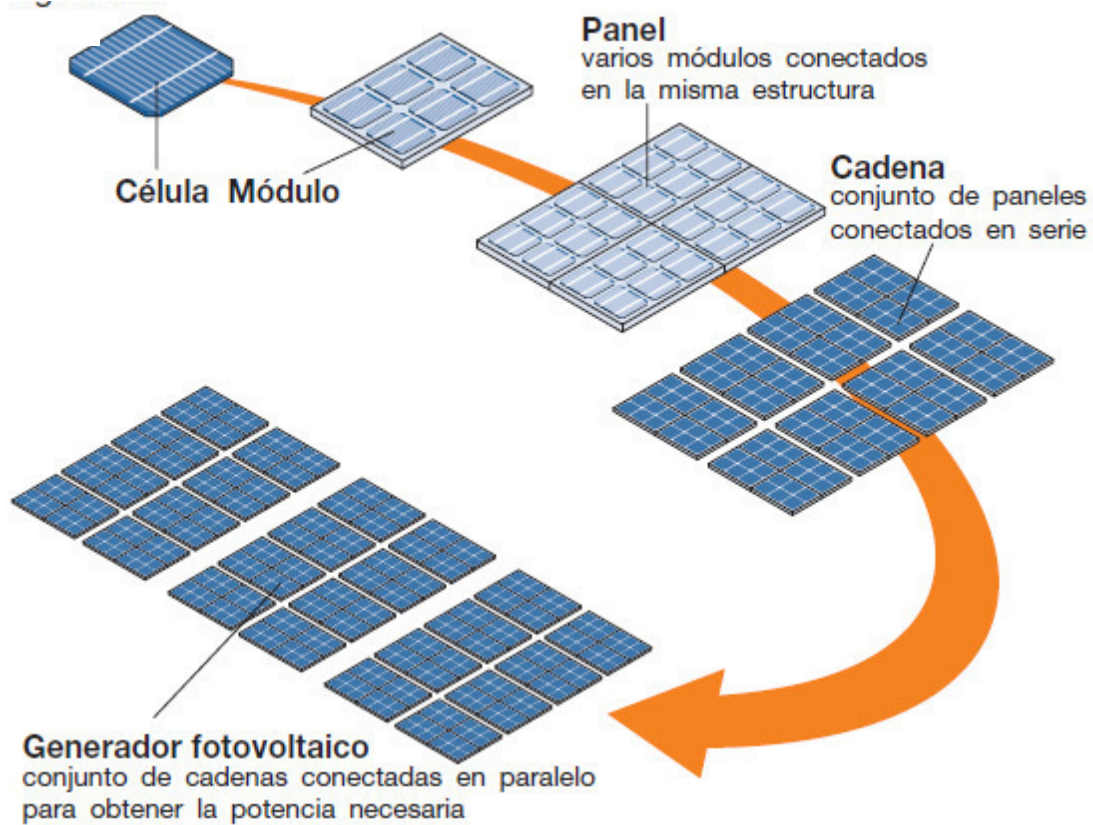 Panel
varios módulos conectados
en la misma estructura
Célula Módulo
Cadena
conjunto de paneles
conectados en serie
Generador fotovoltaico
conjunto de cadenas conectadas en paralelo
para obtener la potencia necesaria